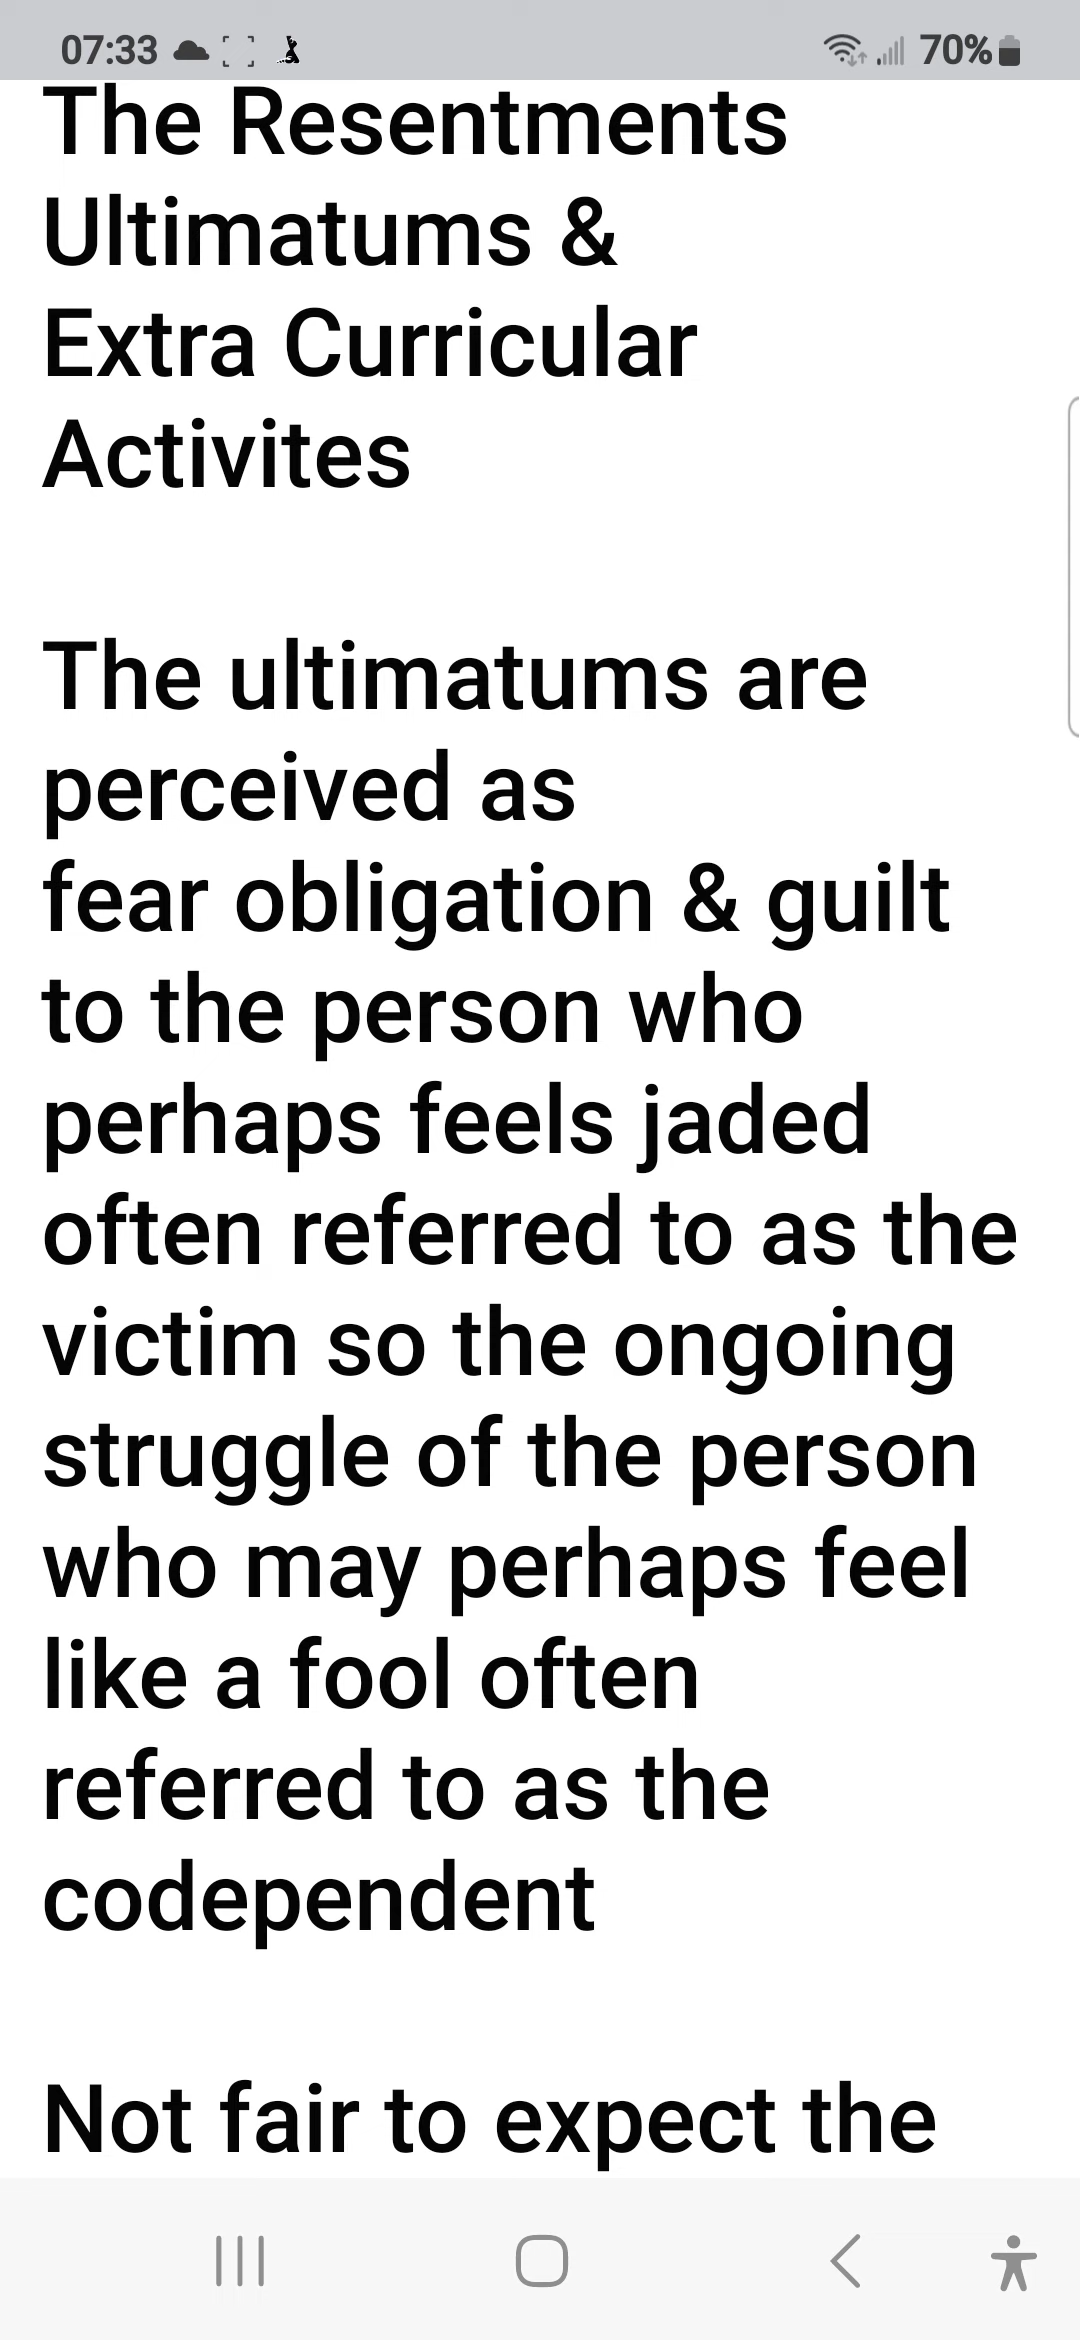 07:33 70%
The Resentments
Ultimatums &
Extra Curricular
Activites
The ultimatums are
perceived as
fear obligation & guilt
to the person who
perhaps feels jaded
often referred to as the
victim so the ongoing
struggle of the person
who may perhaps feel
like a fool often
referred to as the
codependent
Not fair to expect the